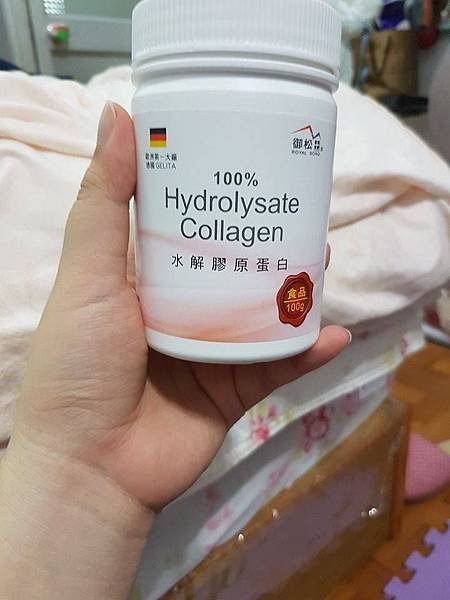 歐洲第一大廠
德國 GELITA
御松田
ROYAL SONG
100%
Hydrolysate
Collagen
水解膠原蛋白
食品
100g